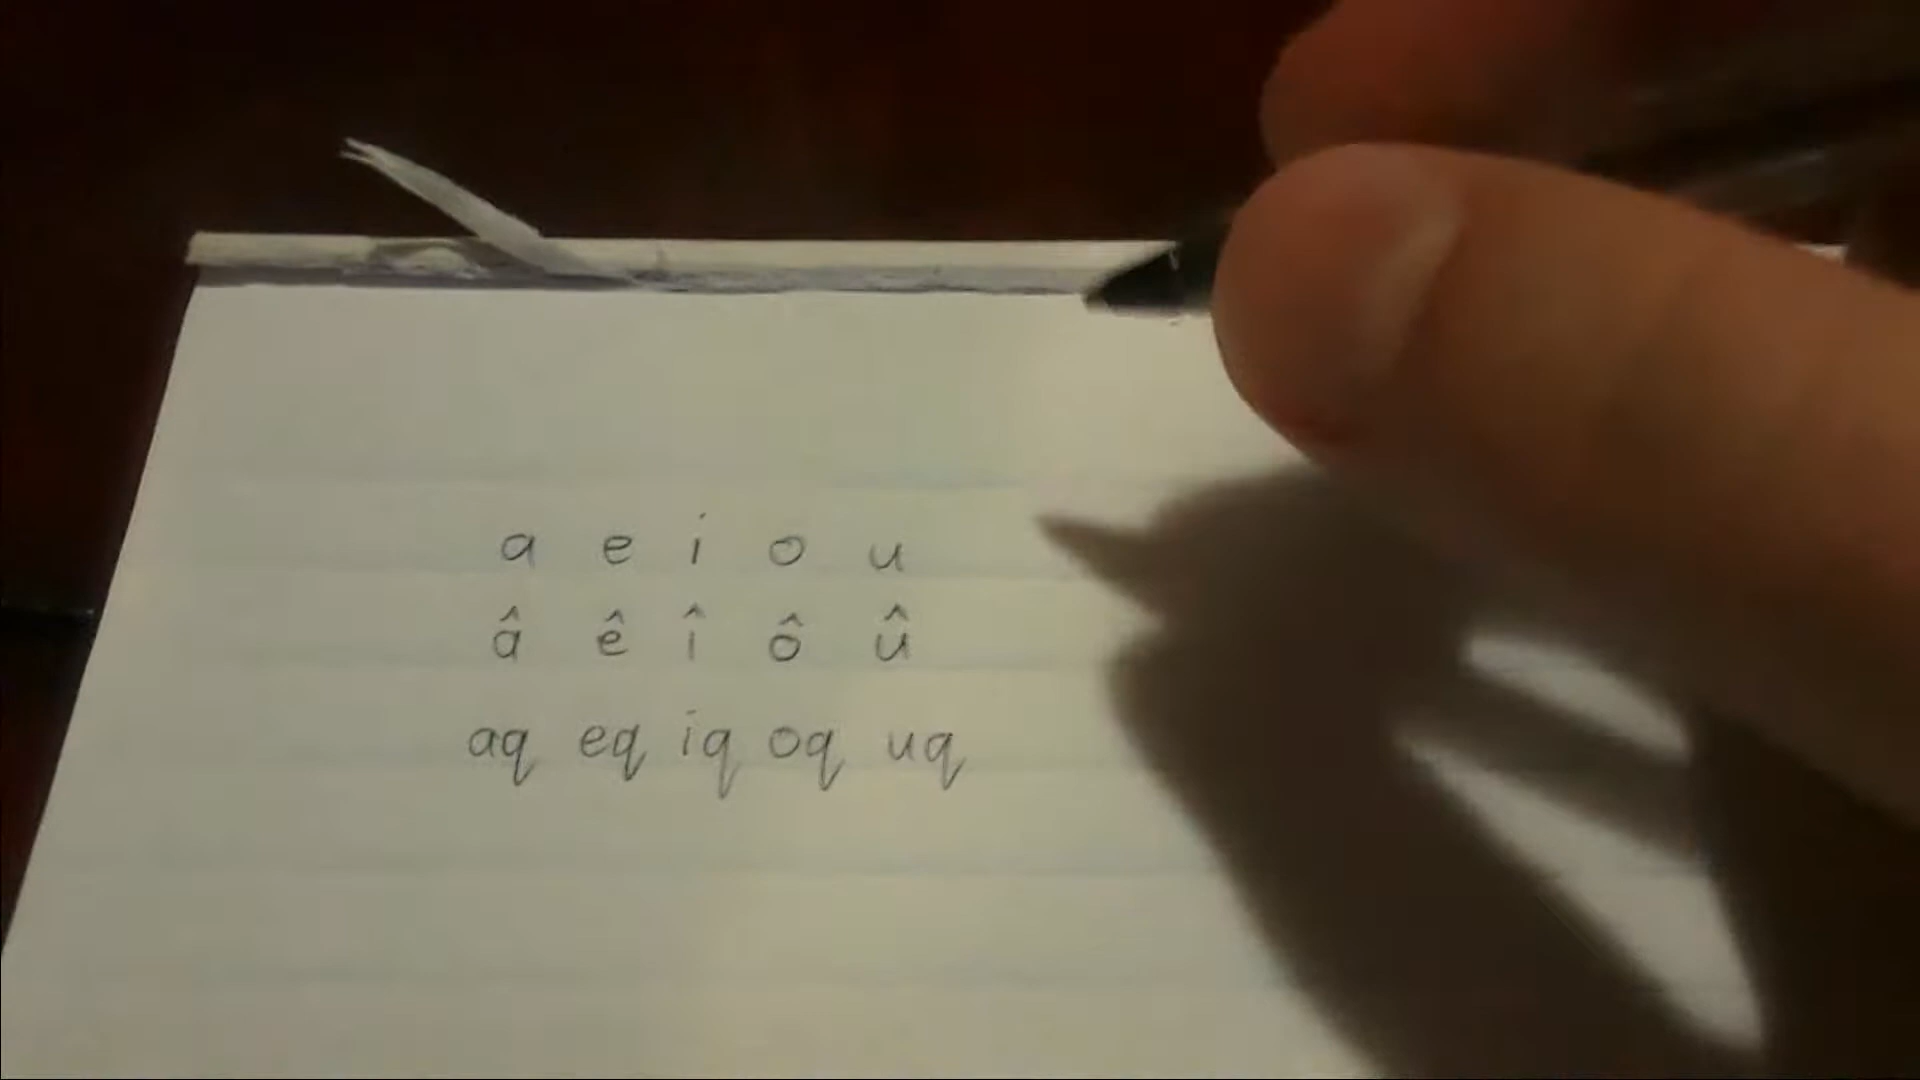 a e i o u
â ê î ô û
aq eq iq oq uq